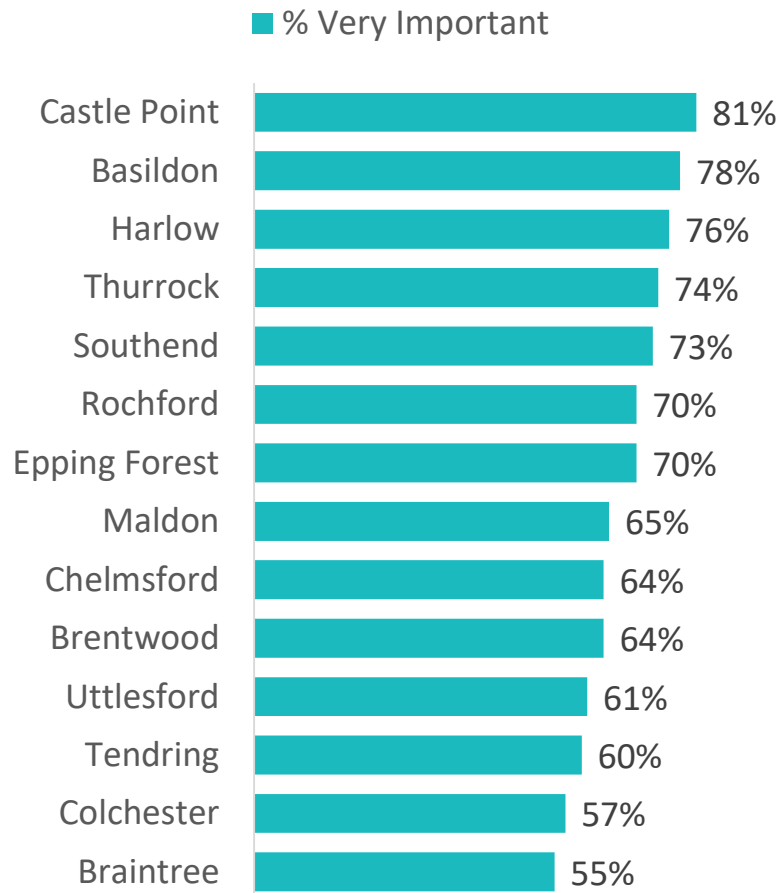 % Very Important
Castle Point 81%
Basildon 78%
Harlow 76%
Thurrock 74%
Southend 73%
Rochford 70%
Epping Forest 70%
Maldon 65%
Chelmsford 64%
Brentwood 64%
Uttlesford 61%
Tendring 60%
Colchester 57%
Braintree 55%